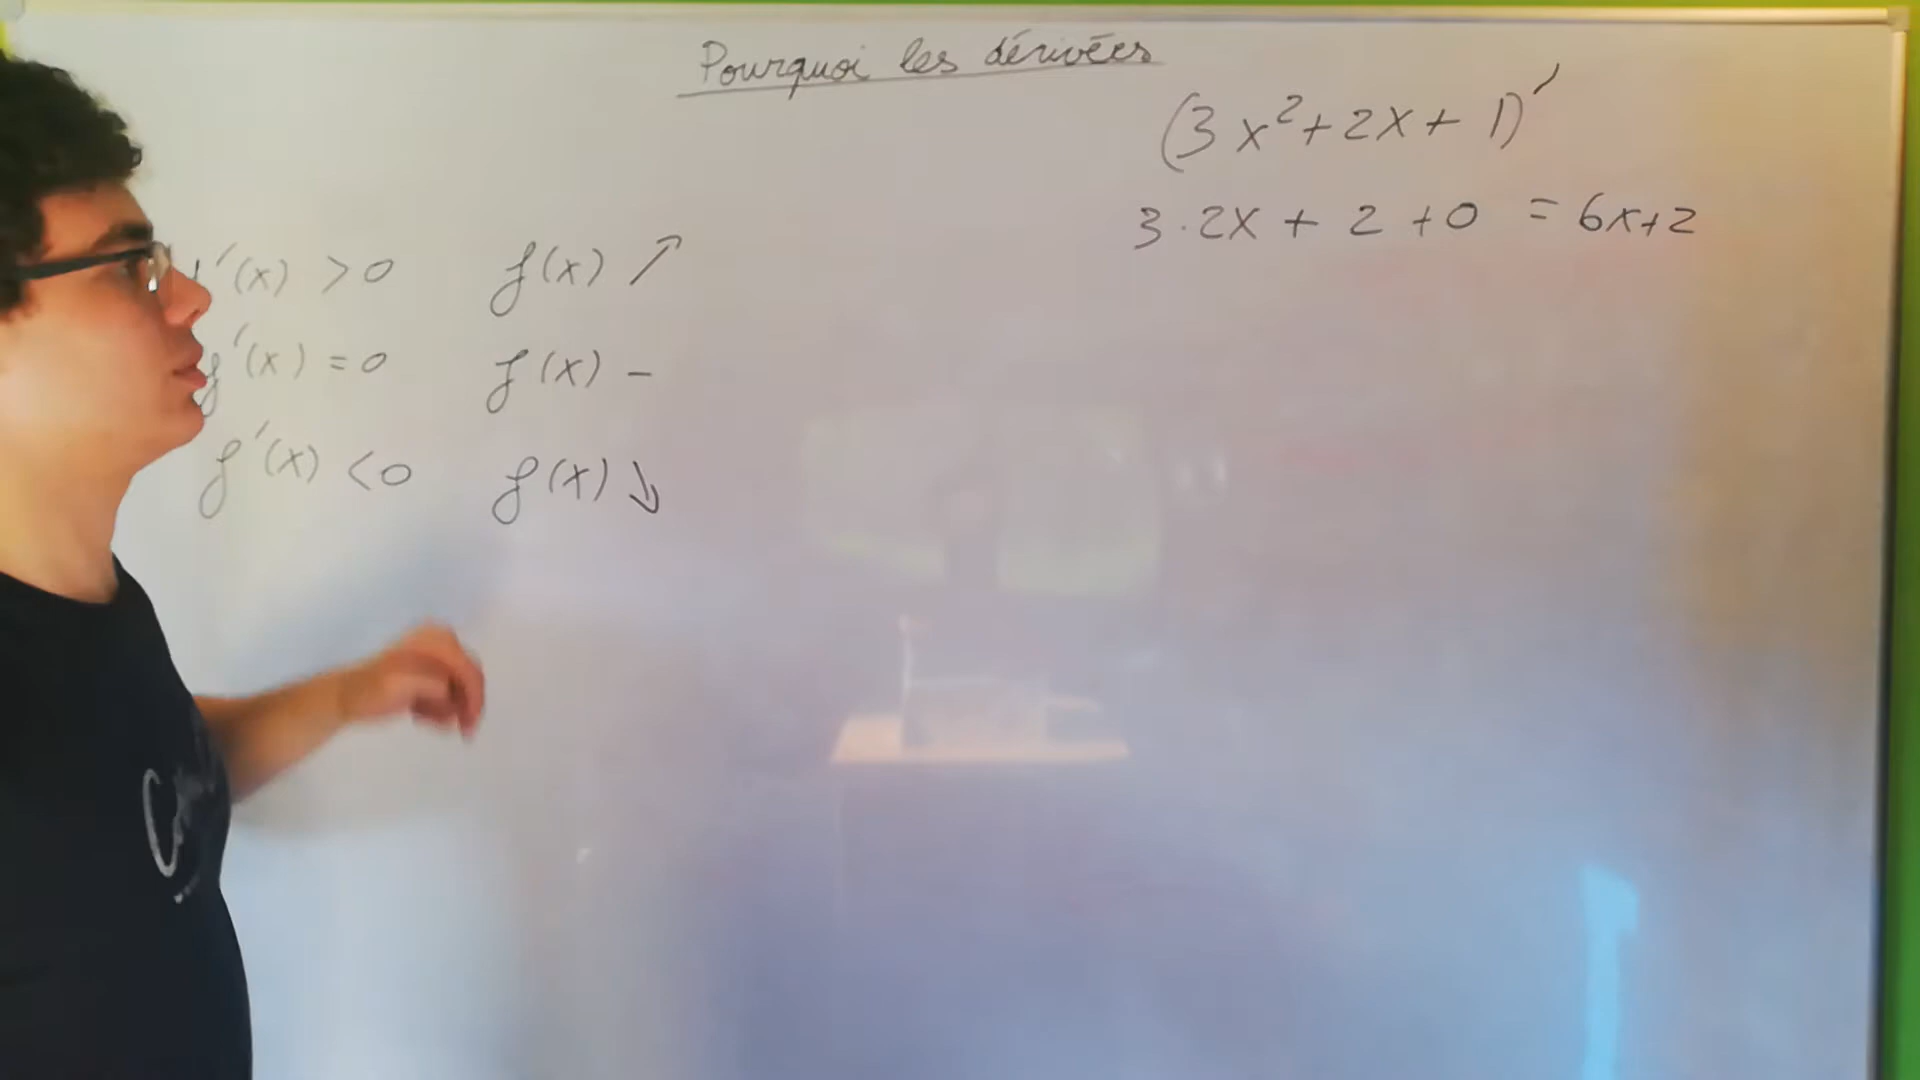 Pourquoi les dérivées
(3x²+2x+1)′
3·2x + 2 +0 = 6x+2
′(x) >0 f(x) ↗
f′(x) =0 f(x) –
f′(x) <0 f(x) ↘